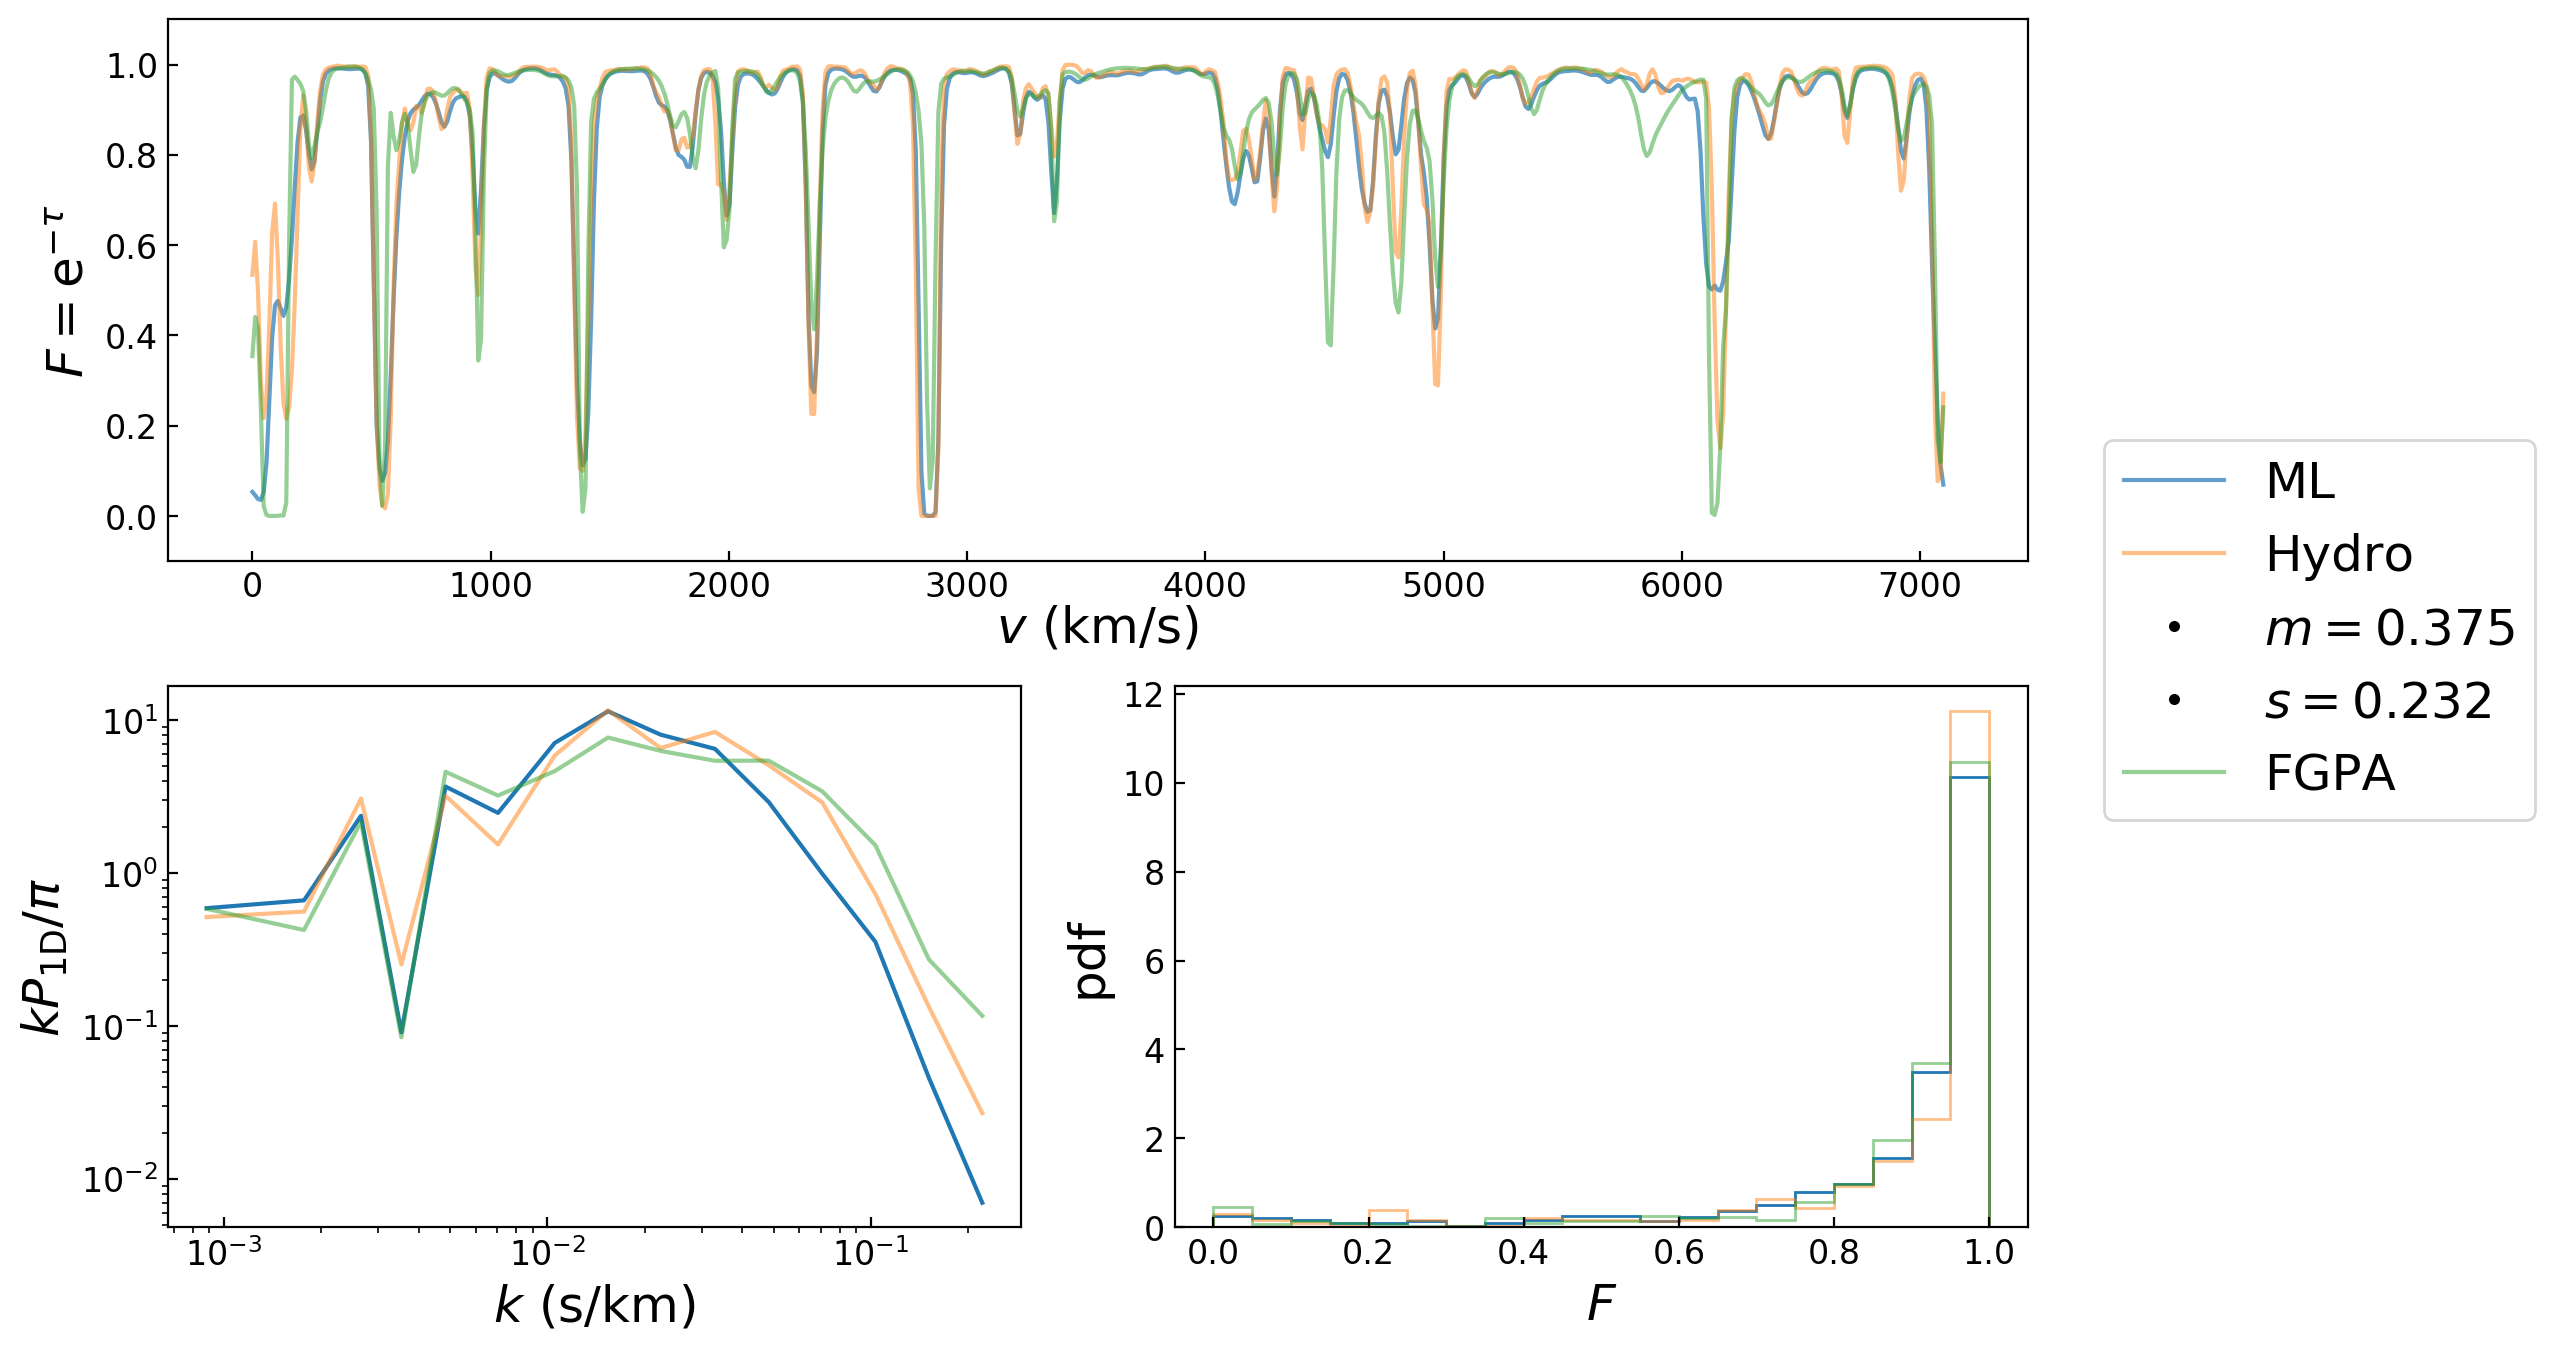 F = e^{−τ}
1.0
0.8
0.6
0.4
0.2
0.0
0 1000 2000 3000 4000 5000 6000 7000
v (km/s)
ML
Hydro
m = 0.375
s = 0.232
FGPA
kP_{1D}/π
10^1
10^0
10^{−1}
10^{−2}
10^{−3} 10^{−2} 10^{−1}
k (s/km)
pdf
12
10
8
6
4
2
0
0.0 0.2 0.4 0.6 0.8 1.0
F